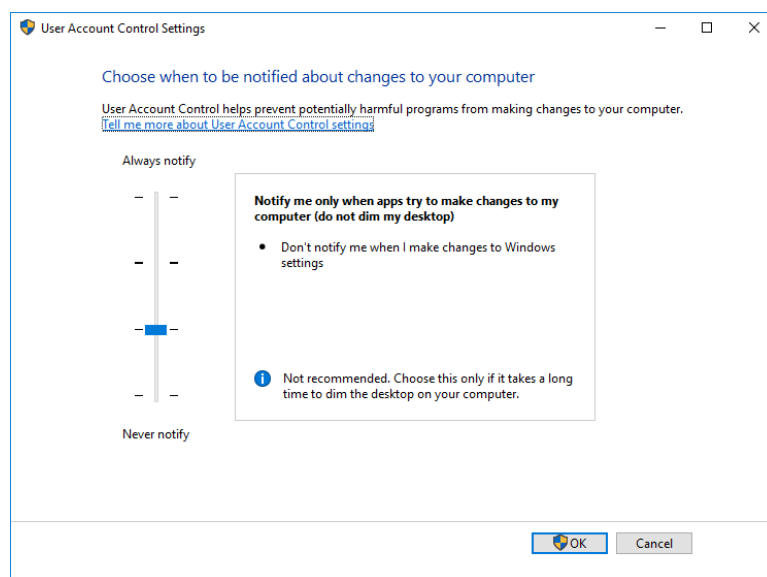 User Account Control Settings
Choose when to be notified about changes to your computer
User Account Control helps prevent potentially harmful programs from making changes to your computer.
Tell me more about User Account Control settings
Always notify
Notify me only when apps try to make changes to my
computer (do not dim my desktop)
• Don't notify me when I make changes to Windows
settings
Not recommended. Choose this only if it takes a long
time to dim the desktop on your computer.
Never notify
OK
Cancel